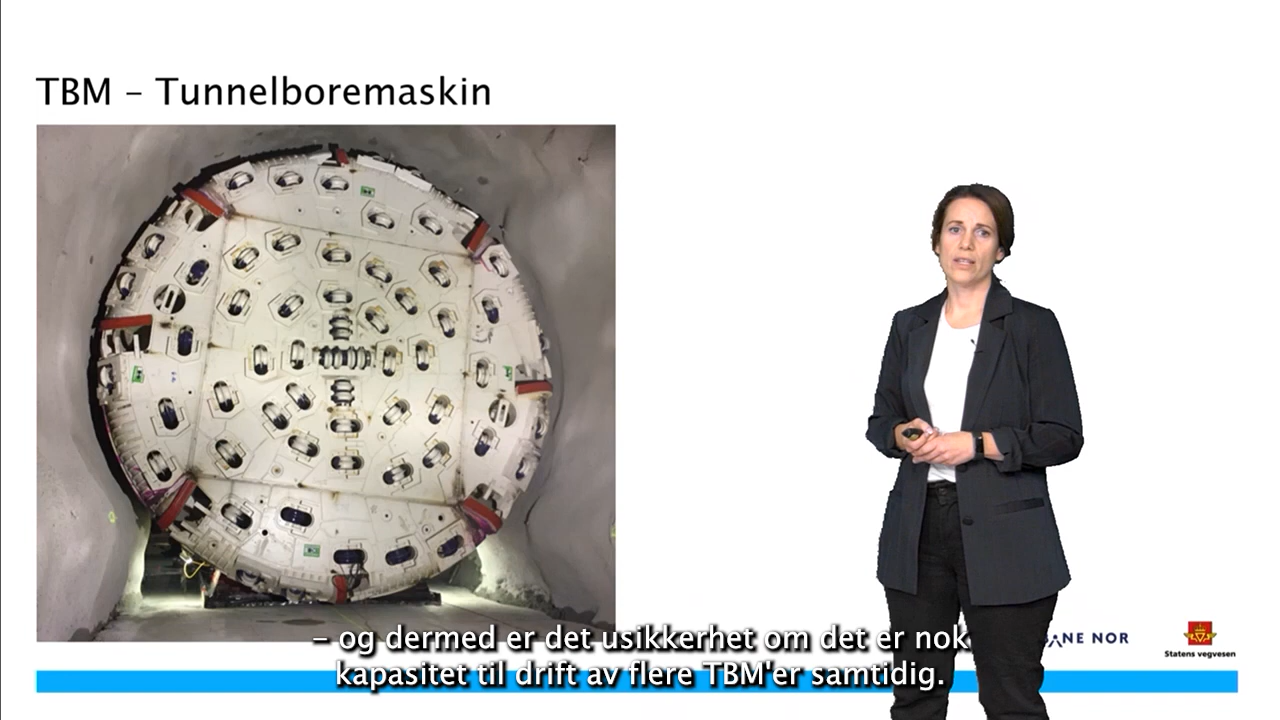 TBM – Tunnelboremaskin
– og dermed er det usikkerhet om det er nok
kapasitet til drift av flere TBM'er samtidig.
NE NOR
Statens vegvesen